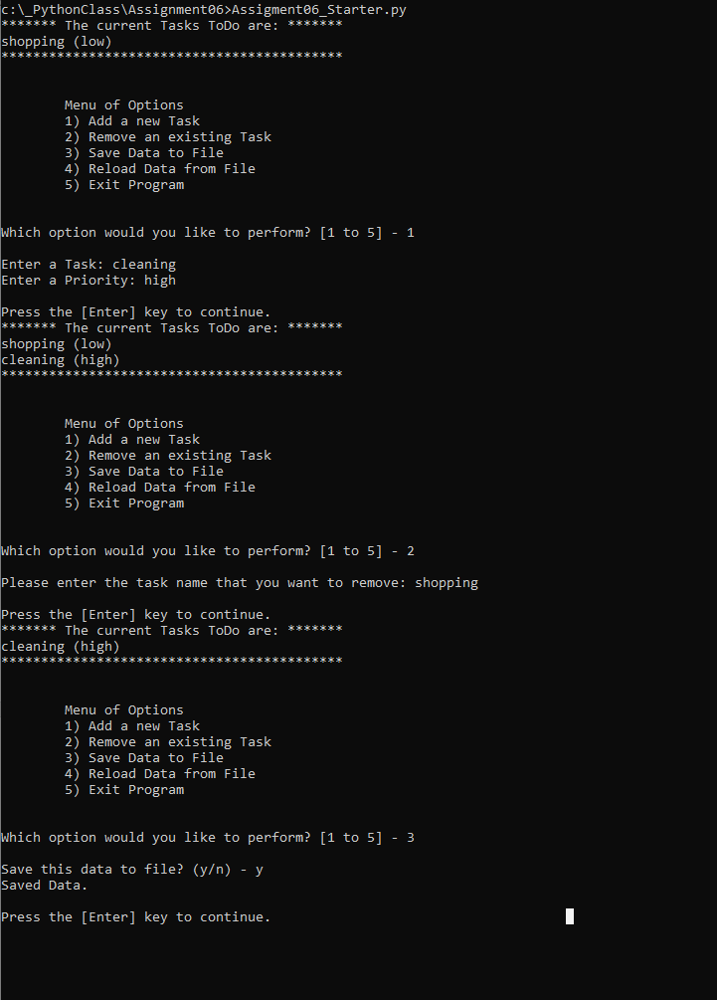 c:\_PythonClass\Assignment06>Assigment06_Starter.py
******* The current Tasks ToDo are: *******
shopping (low)
*******************************************
Menu of Options
1) Add a new Task
2) Remove an existing Task
3) Save Data to File
4) Reload Data from File
5) Exit Program
Which option would you like to perform? [1 to 5] - 1
Enter a Task: cleaning
Enter a Priority: high
Press the [Enter] key to continue.
******* The current Tasks ToDo are: *******
shopping (low)
cleaning (high)
*******************************************
Menu of Options
1) Add a new Task
2) Remove an existing Task
3) Save Data to File
4) Reload Data from File
5) Exit Program
Which option would you like to perform? [1 to 5] - 2
Please enter the task name that you want to remove: shopping
Press the [Enter] key to continue.
******* The current Tasks ToDo are: *******
cleaning (high)
*******************************************
Menu of Options
1) Add a new Task
2) Remove an existing Task
3) Save Data to File
4) Reload Data from File
5) Exit Program
Which option would you like to perform? [1 to 5] - 3
Save this data to file? (y/n) - y
Saved Data.
Press the [Enter] key to continue.